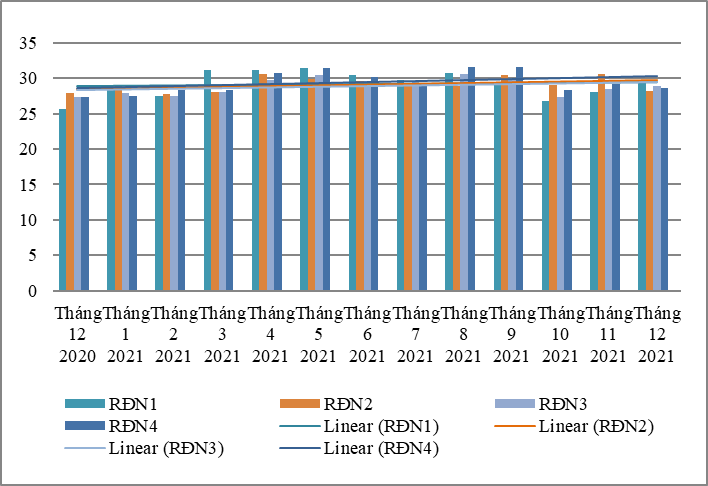 35
30
25
20
15
10
5
0
Tháng Tháng Tháng Tháng Tháng Tháng Tháng Tháng Tháng Tháng Tháng Tháng Tháng
12 1 2 3 4 5 6 7 8 9 10 11 12
2020 2021 2021 2021 2021 2021 2021 2021 2021 2021 2021 2021 2021
RĐN1 RĐN2 RĐN3
RĐN4 Linear (RĐN1) Linear (RĐN2)
Linear (RĐN3) Linear (RĐN4)